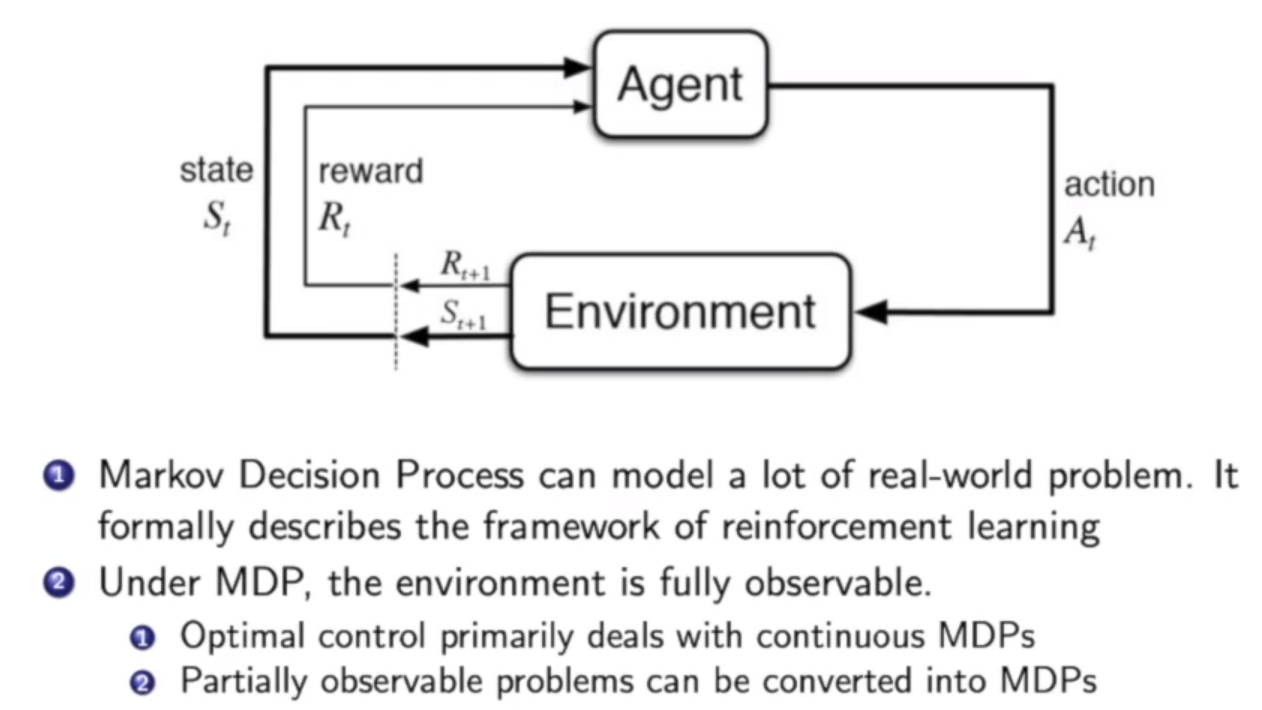 Agent
state
S_t
reward
R_t
action
A_t
R_{t+1}
S_{t+1}
Environment
1 Markov Decision Process can model a lot of real-world problem. It
formally describes the framework of reinforcement learning
2 Under MDP, the environment is fully observable.
1 Optimal control primarily deals with continuous MDPs
2 Partially observable problems can be converted into MDPs